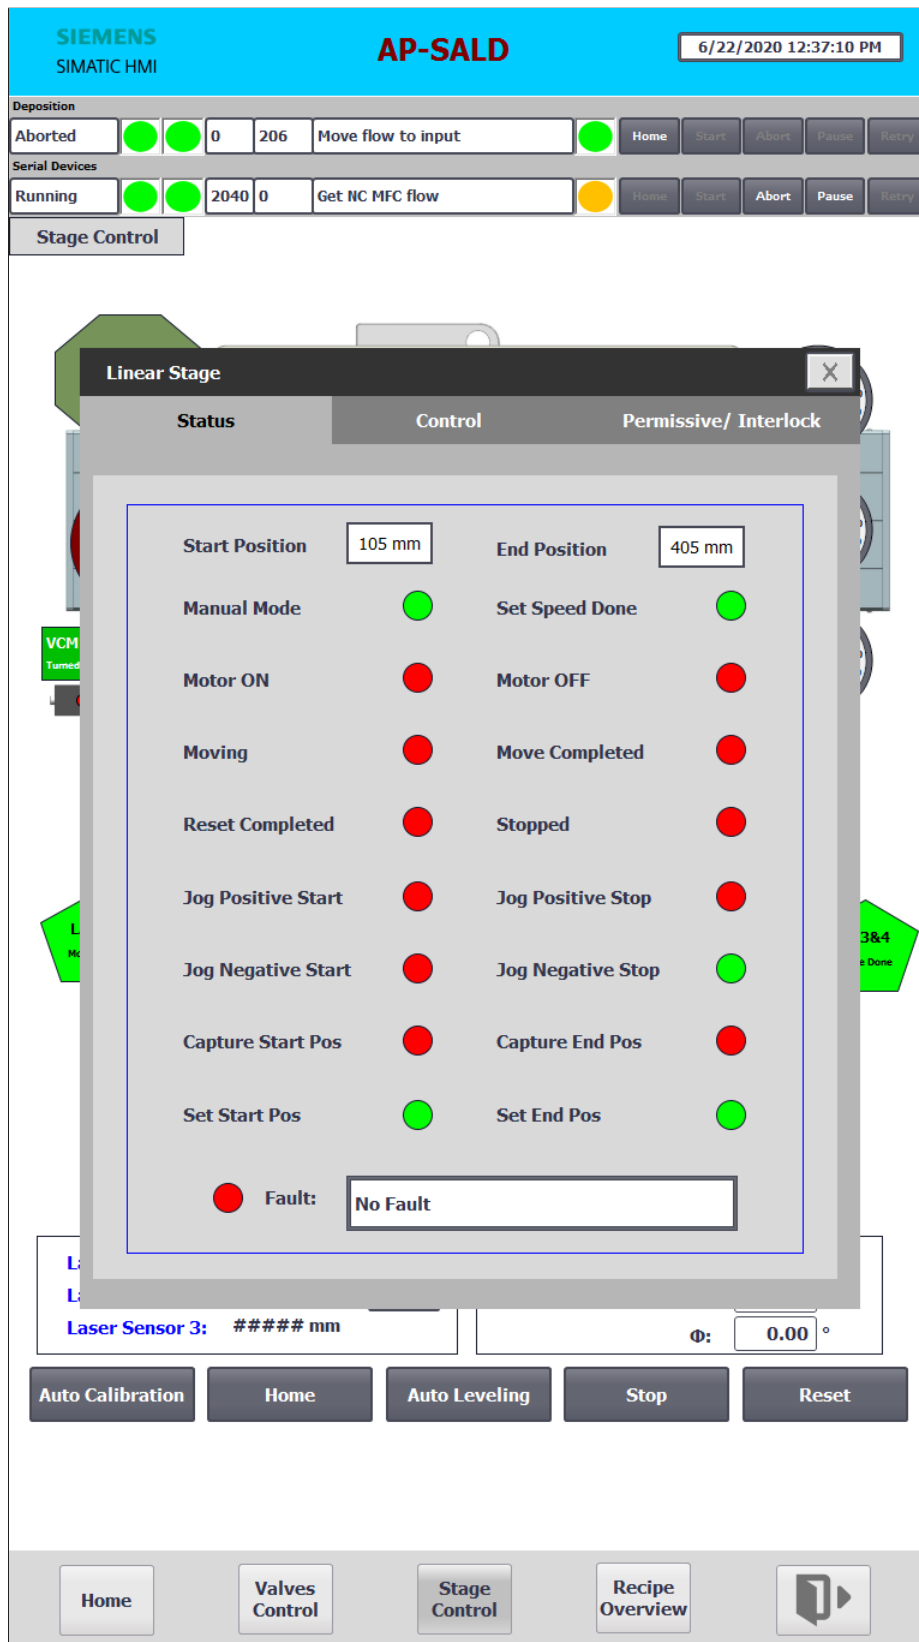 SIEMENS
SIMATIC HMI
AP-SALD
6/22/2020 12:37:10 PM
Deposition
Aborted 0 206 Move flow to input Home Start Abort Pause Retry
Serial Devices
Running 2040 0 Get NC MFC flow Home Start Abort Pause Retry
Stage Control
Linear Stage X
Status Control Permissive/ Interlock
Start Position 105 mm End Position 405 mm
Manual Mode Set Speed Done
VCM
Motor ON Motor OFF
Moving Move Completed
Reset Completed Stopped
Jog Positive Start Jog Positive Stop
3&4
Done
Jog Negative Start Jog Negative Stop
Capture Start Pos Capture End Pos
Set Start Pos Set End Pos
Fault: No Fault
Laser Sensor 3: ##### mm
Φ: 0.00 °
Auto Calibration Home Auto Leveling Stop Reset
Home Valves Control Stage Control Recipe Overview